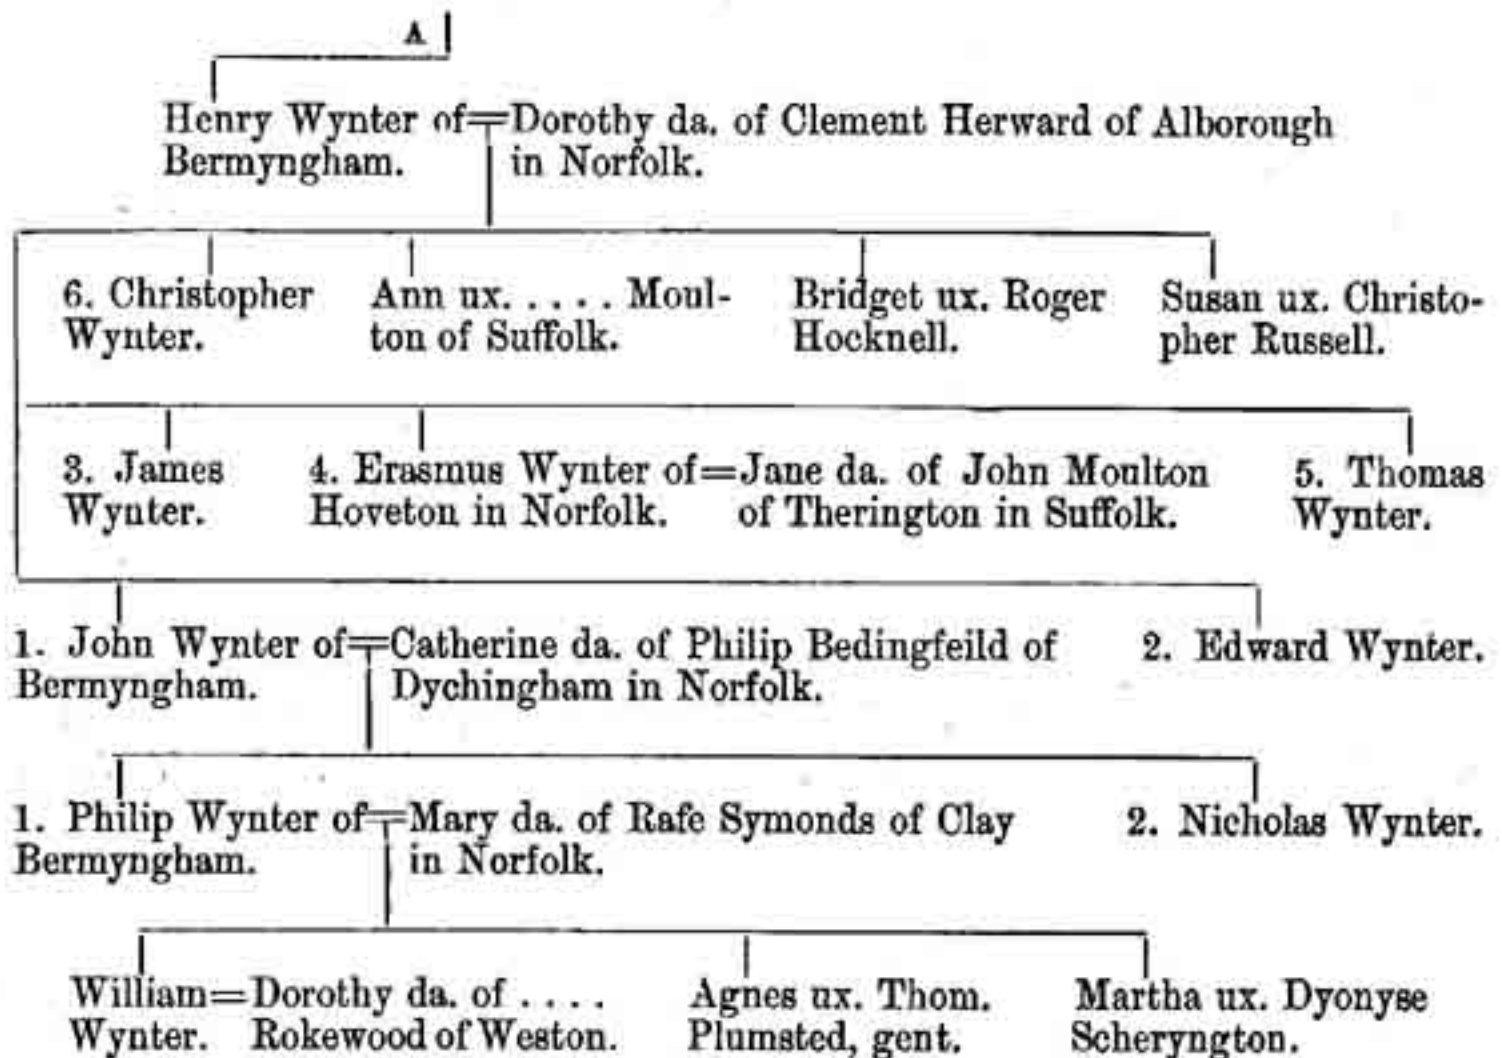 A
Henry Wynter of=Dorothy da. of Clement Herward of Alborough
Bermyngham. in Norfolk.
6. Christopher Ann ux. . . . . Moul- Bridget ux. Roger Susan ux. Christo-
Wynter. ton of Suffolk. Hocknell. pher Russell.
3. James 4. Erasmus Wynter of=Jane da. of John Moulton 5. Thomas
Wynter. Hoveton in Norfolk. of Therington in Suffolk. Wynter.
1. John Wynter of=Catherine da. of Philip Bedingfeild of 2. Edward Wynter.
Bermyngham. Dychingham in Norfolk.
1. Philip Wynter of=Mary da. of Rafe Symonds of Clay 2. Nicholas Wynter.
Bermyngham. in Norfolk.
William=Dorothy da. of . . . . Agnes ux. Thom. Martha ux. Dyonyse
Wynter. Rokewood of Weston. Plumsted, gent. Scheryngton.